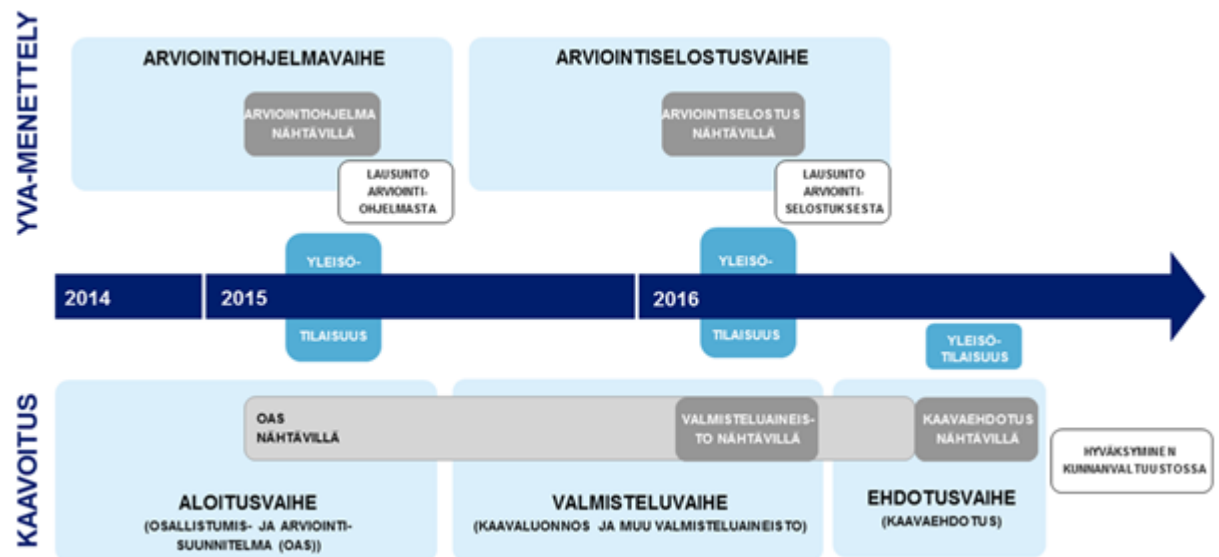 YVA-MENETTELY
ARVIOINTIOHJELMAVAIHE
ARVIOINTIOHJELMA
NÄHTÄVILLÄ
LAUSUNTO
ARVIOINTI-
OHJELMASTA
ARVIOINTISELOSTUSVAIHE
ARVIOINTISELOSTUS
NÄHTÄVILLÄ
LAUSUNTO
ARVIOINTI-
SELOSTUKSESTA
YLEISÖ-
TILAISUUS
YLEISÖ-
TILAISUUS
2014
2015
2016
YLEISÖ-
TILAISUUS
KAAVOITUS
OAS
NÄHTÄVILLÄ
VALMISTELUAINEIS-
TO NÄHTÄVILLÄ
KAAVAEHDOTUS
NÄHTÄVILLÄ
HYVÄKSYMINEN
KUNNANVALTUUSTOSSA
ALOITUSVAIHE
(OSALLISTUMIS- JA ARVIOINTI-
SUUNNITELMA (OAS))
VALMISTELUVAIHE
(KAAVALUONNOS JA MUU VALMISTELUAINEISTO)
EHDOTUSVAIHE
(KAAVAEHDOTUS)